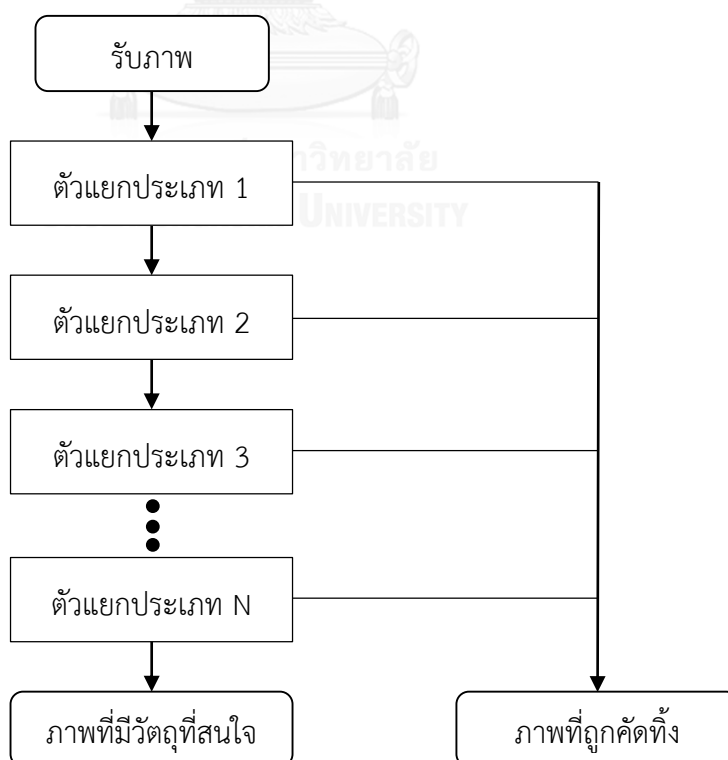 รับภาพ
าวิทยาลัย
ตัวแยกประเภท 1
UNIVERSITY
ตัวแยกประเภท 2
ตัวแยกประเภท 3
ตัวแยกประเภท N
ภาพที่มีวัตถุที่สนใจ
ภาพที่ถูกคัดทิ้ง